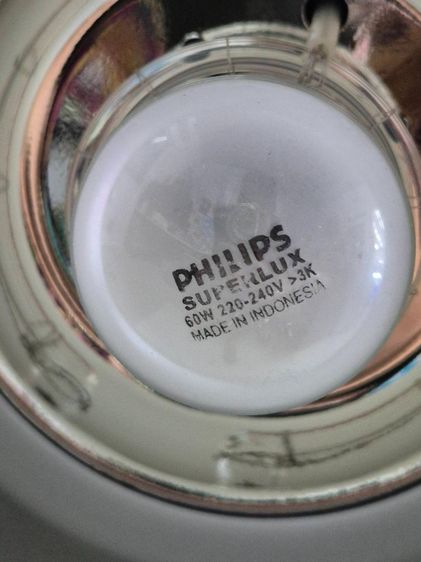 PHILIPS
SUPERLUX
60W 220-240V >3K
MADE IN INDONESIA